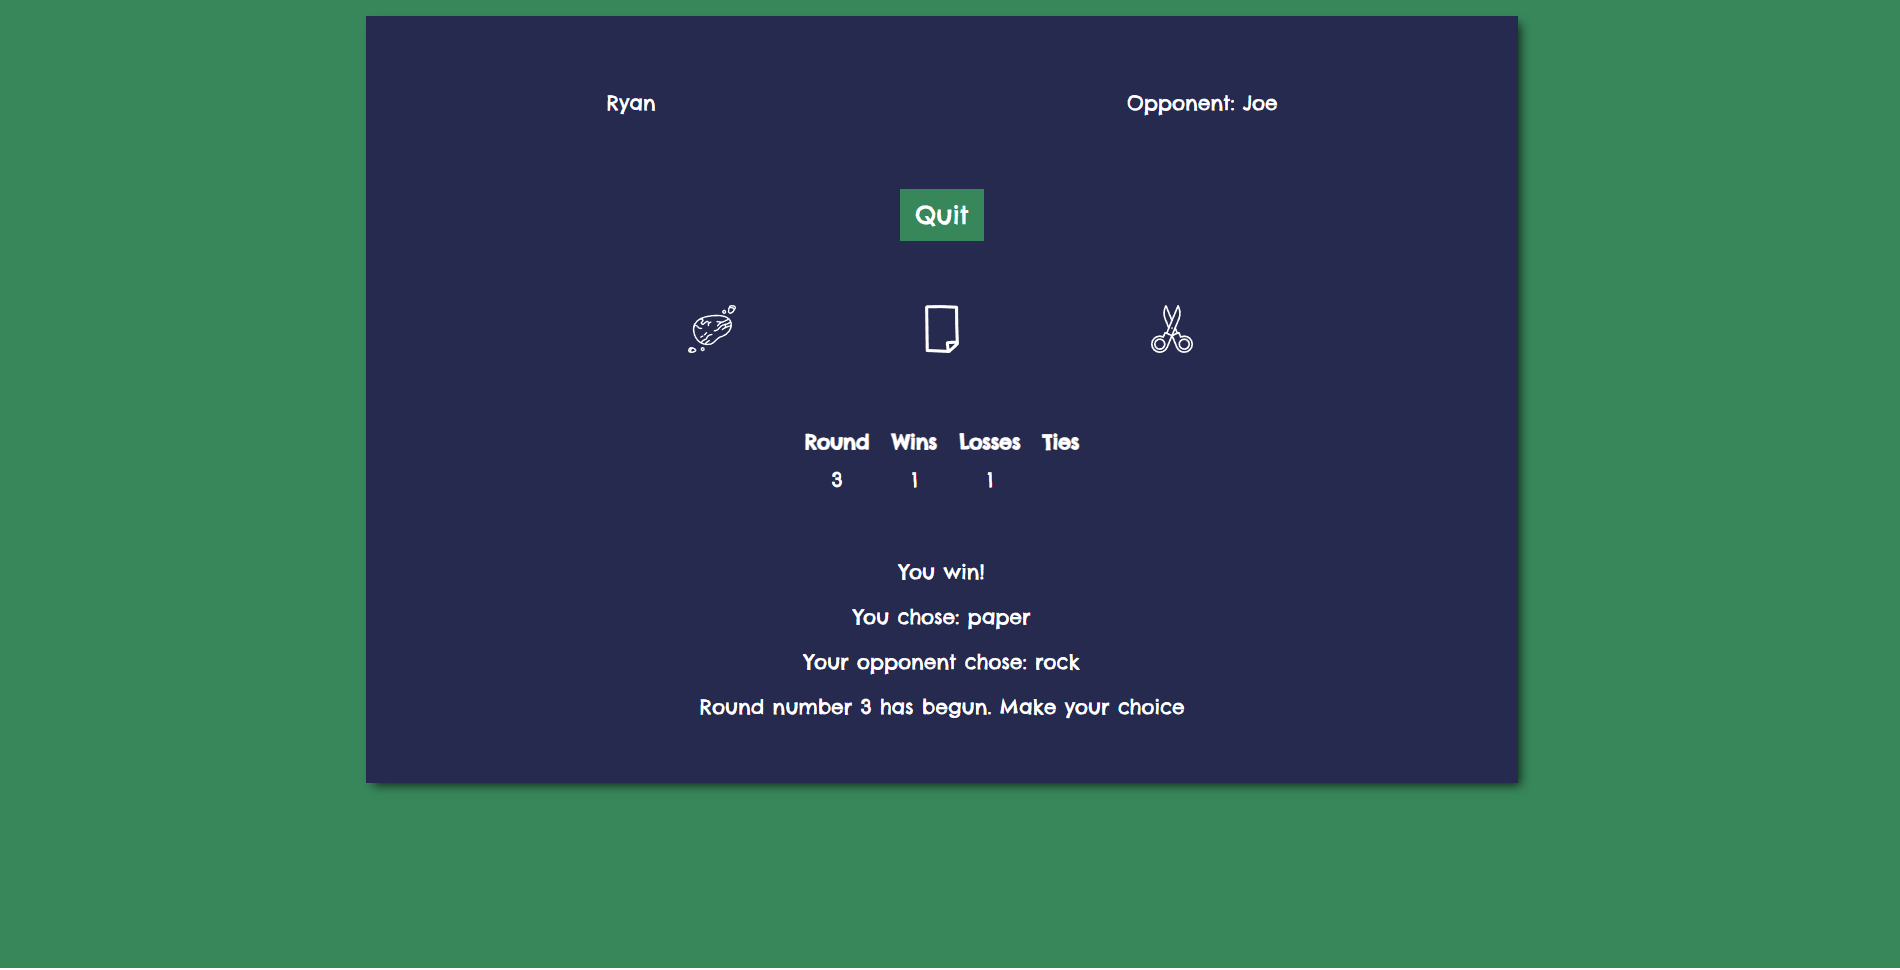 Ryan Opponent: Joe
Quit
Round Wins Losses Ties
3 1 1
You win!
You chose: paper
Your opponent chose: rock
Round number 3 has begun. Make your choice